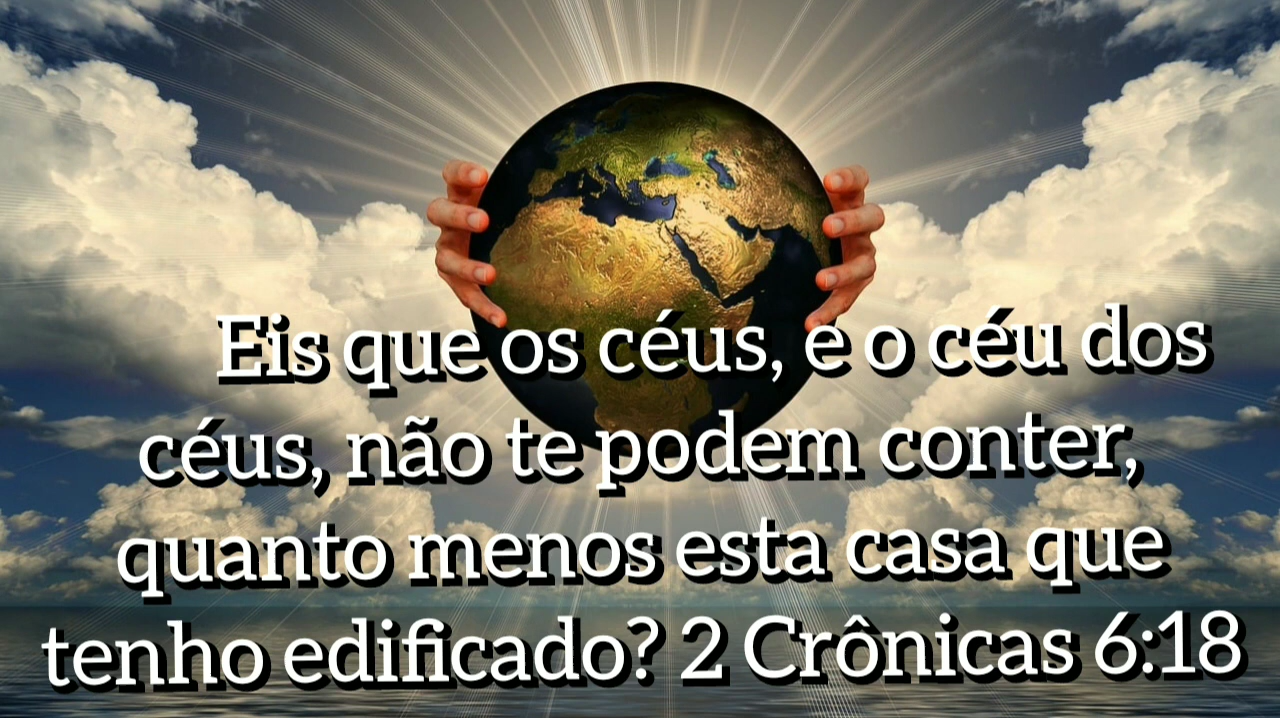 Eis que os céus, e o céu dos
céus, não te podem conter,
quanto menos esta casa que
tenho edificado? 2 Crônicas 6:18